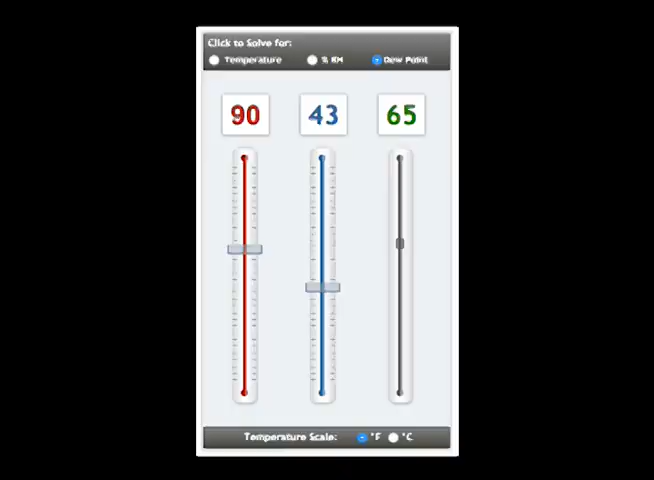 Click to Solve for:
Temperature % RH Dew Point
90 43 65
Temperature Scale: °F °C